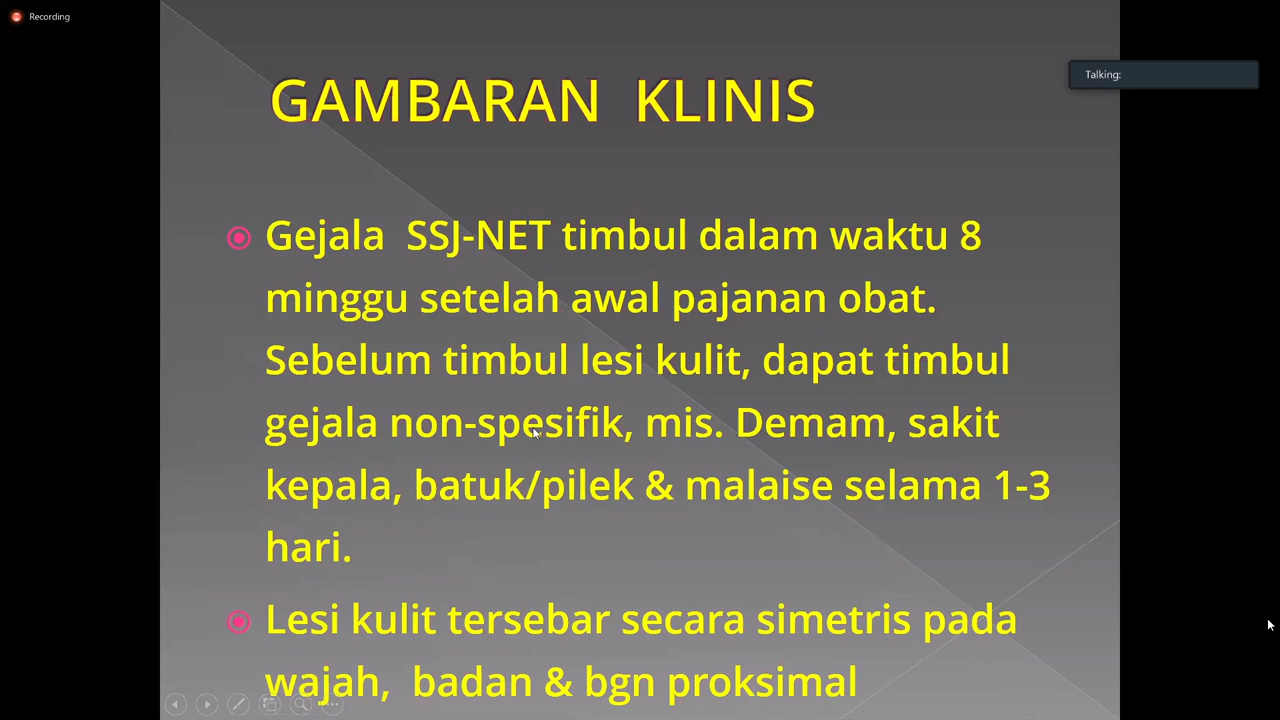 Recording
Talking:
GAMBARAN KLINIS
Gejala SSJ-NET timbul dalam waktu 8
minggu setelah awal pajanan obat.
Sebelum timbul lesi kulit, dapat timbul
gejala non-spesifik, mis. Demam, sakit
kepala, batuk/pilek & malaise selama 1-3
hari.
Lesi kulit tersebar secara simetris pada
wajah, badan & bgn proksimal